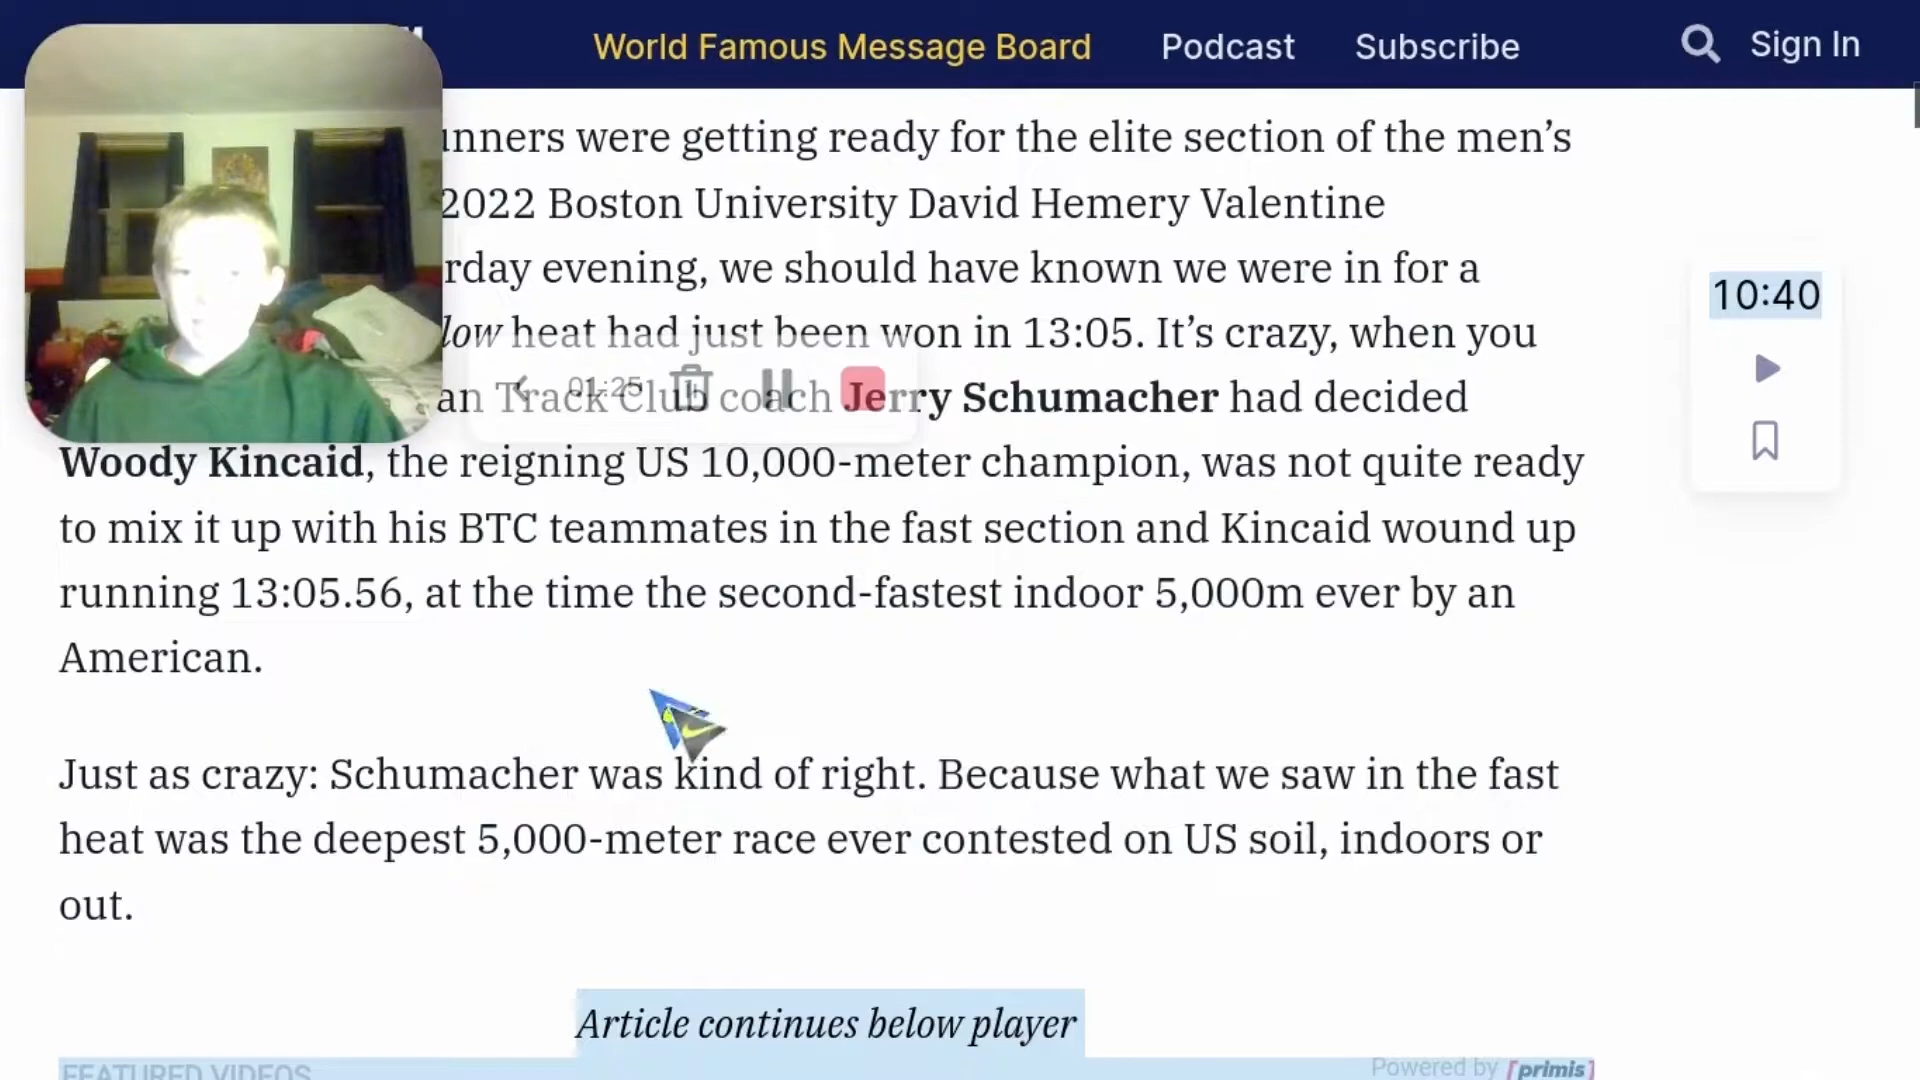 World Famous Message Board Podcast Subscribe Sign In
unners were getting ready for the elite section of the men’s
2022 Boston University David Hemery Valentine
rday evening, we should have known we were in for a
low heat had just been won in 13:05. It’s crazy, when you
an Track Club coach Jerry Schumacher had decided
01:25
Woody Kincaid, the reigning US 10,000-meter champion, was not quite ready
to mix it up with his BTC teammates in the fast section and Kincaid wound up
running 13:05.56, at the time the second-fastest indoor 5,000m ever by an
American.
10:40
Just as crazy: Schumacher was kind of right. Because what we saw in the fast
heat was the deepest 5,000-meter race ever contested on US soil, indoors or
out.
Article continues below player
FEATURED VIDEOS
Powered by [primis]